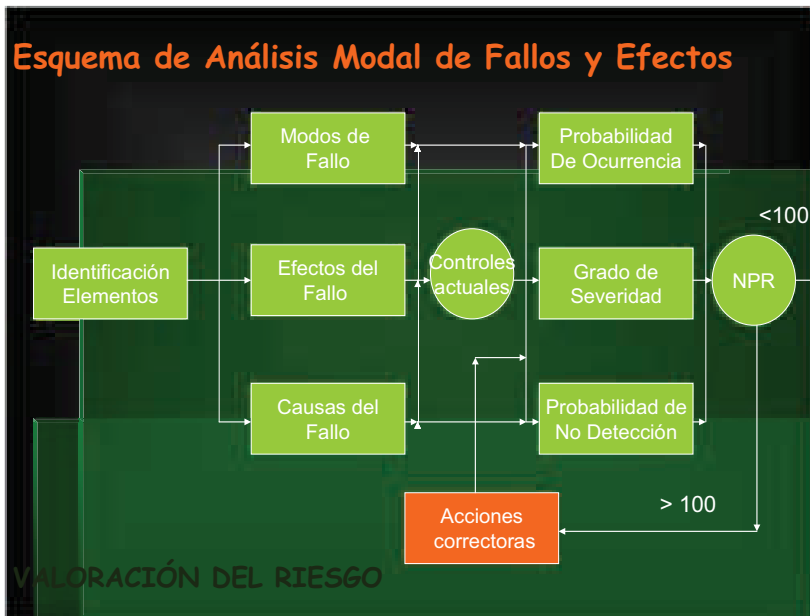 Esquema de Análisis Modal de Fallos y Efectos
Modos de
Fallo
Probabilidad
De Ocurrencia
<100
Identificación
Elementos
Efectos del
Fallo
Controles
actuales
Grado de
Severidad
NPR
Causas del
Fallo
Probabilidad de
No Detección
> 100
Acciones
correctoras
VALORACIÓN DEL RIESGO